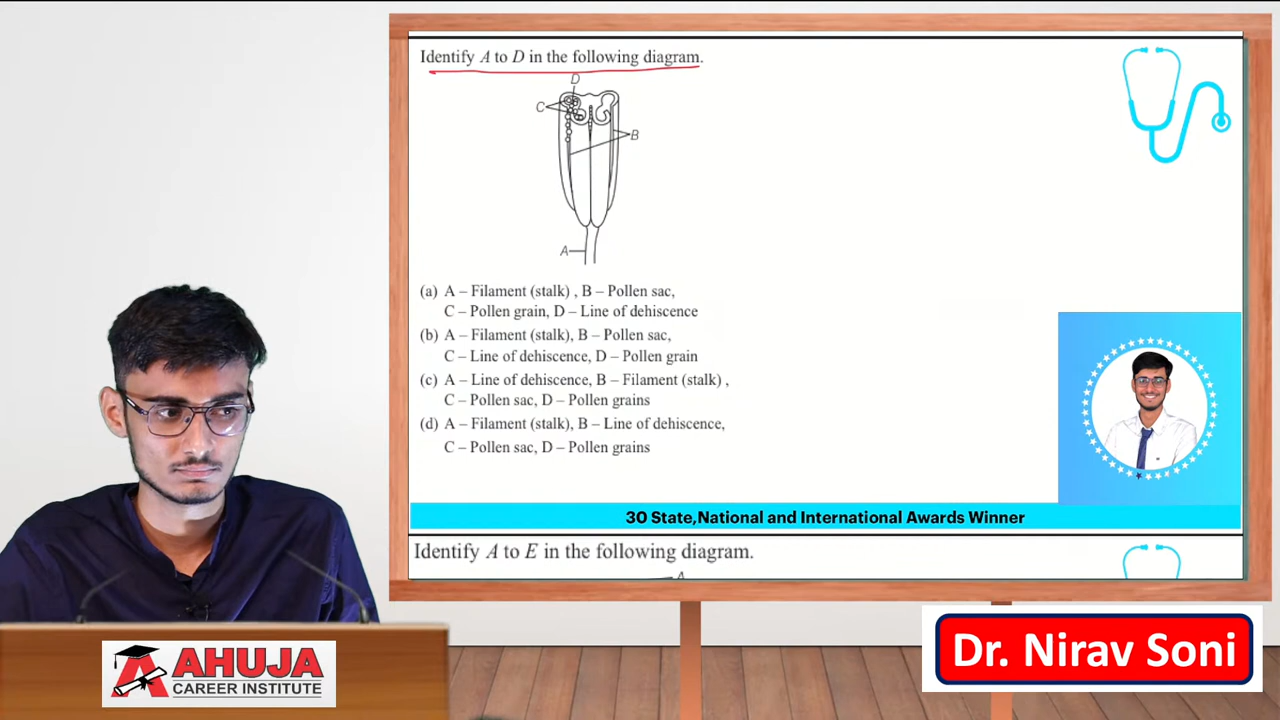 Identify A to D in the following diagram.
D
C
B
A
(a) A – Filament (stalk) , B – Pollen sac,
C – Pollen grain, D – Line of dehiscence
(b) A – Filament (stalk), B – Pollen sac,
C – Line of dehiscence, D – Pollen grain
(c) A – Line of dehiscence, B – Filament (stalk) ,
C – Pollen sac, D – Pollen grains
(d) A – Filament (stalk), B – Line of dehiscence,
C – Pollen sac, D – Pollen grains
30 State,National and International Awards Winner
Identify A to E in the following diagram.
A
Dr. Nirav Soni
AHUJA
CAREER INSTITUTE